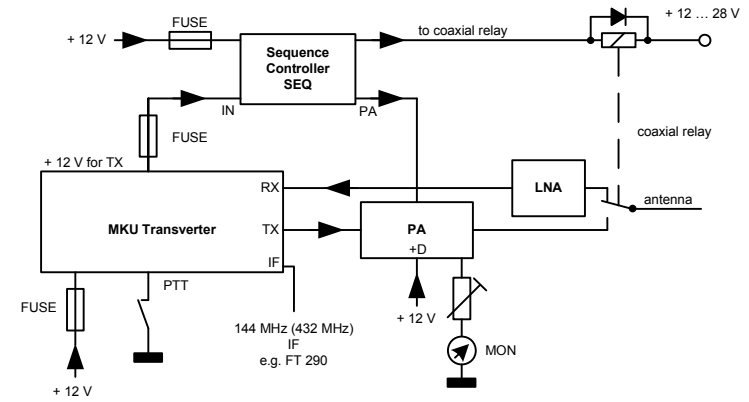 FUSE
+ 12 V
Sequence
Controller
SEQ
to coaxial relay
+ 12 ... 28 V
IN
PA
FUSE
coaxial relay
+ 12 V for TX
RX
LNA
antenna
MKU Transverter
TX
PA
+D
IF
PTT
FUSE
+ 12 V
144 MHz (432 MHz)
IF
e.g. FT 290
MON
+ 12 V